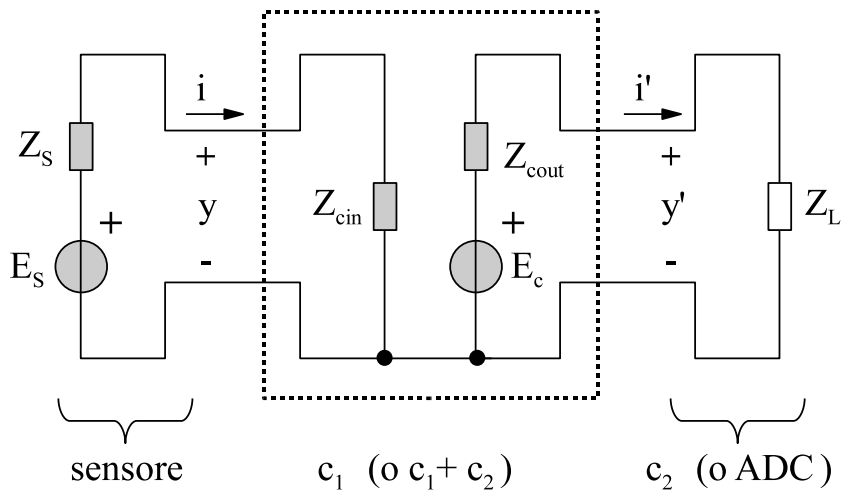 i
i'
Z_S
+
Z_cout
+
Z_cin
Z_L
y
+
+
y'
E_S
-
E_c
-
sensore
c_1 (o c_1+ c_2)
c_2 (o ADC)